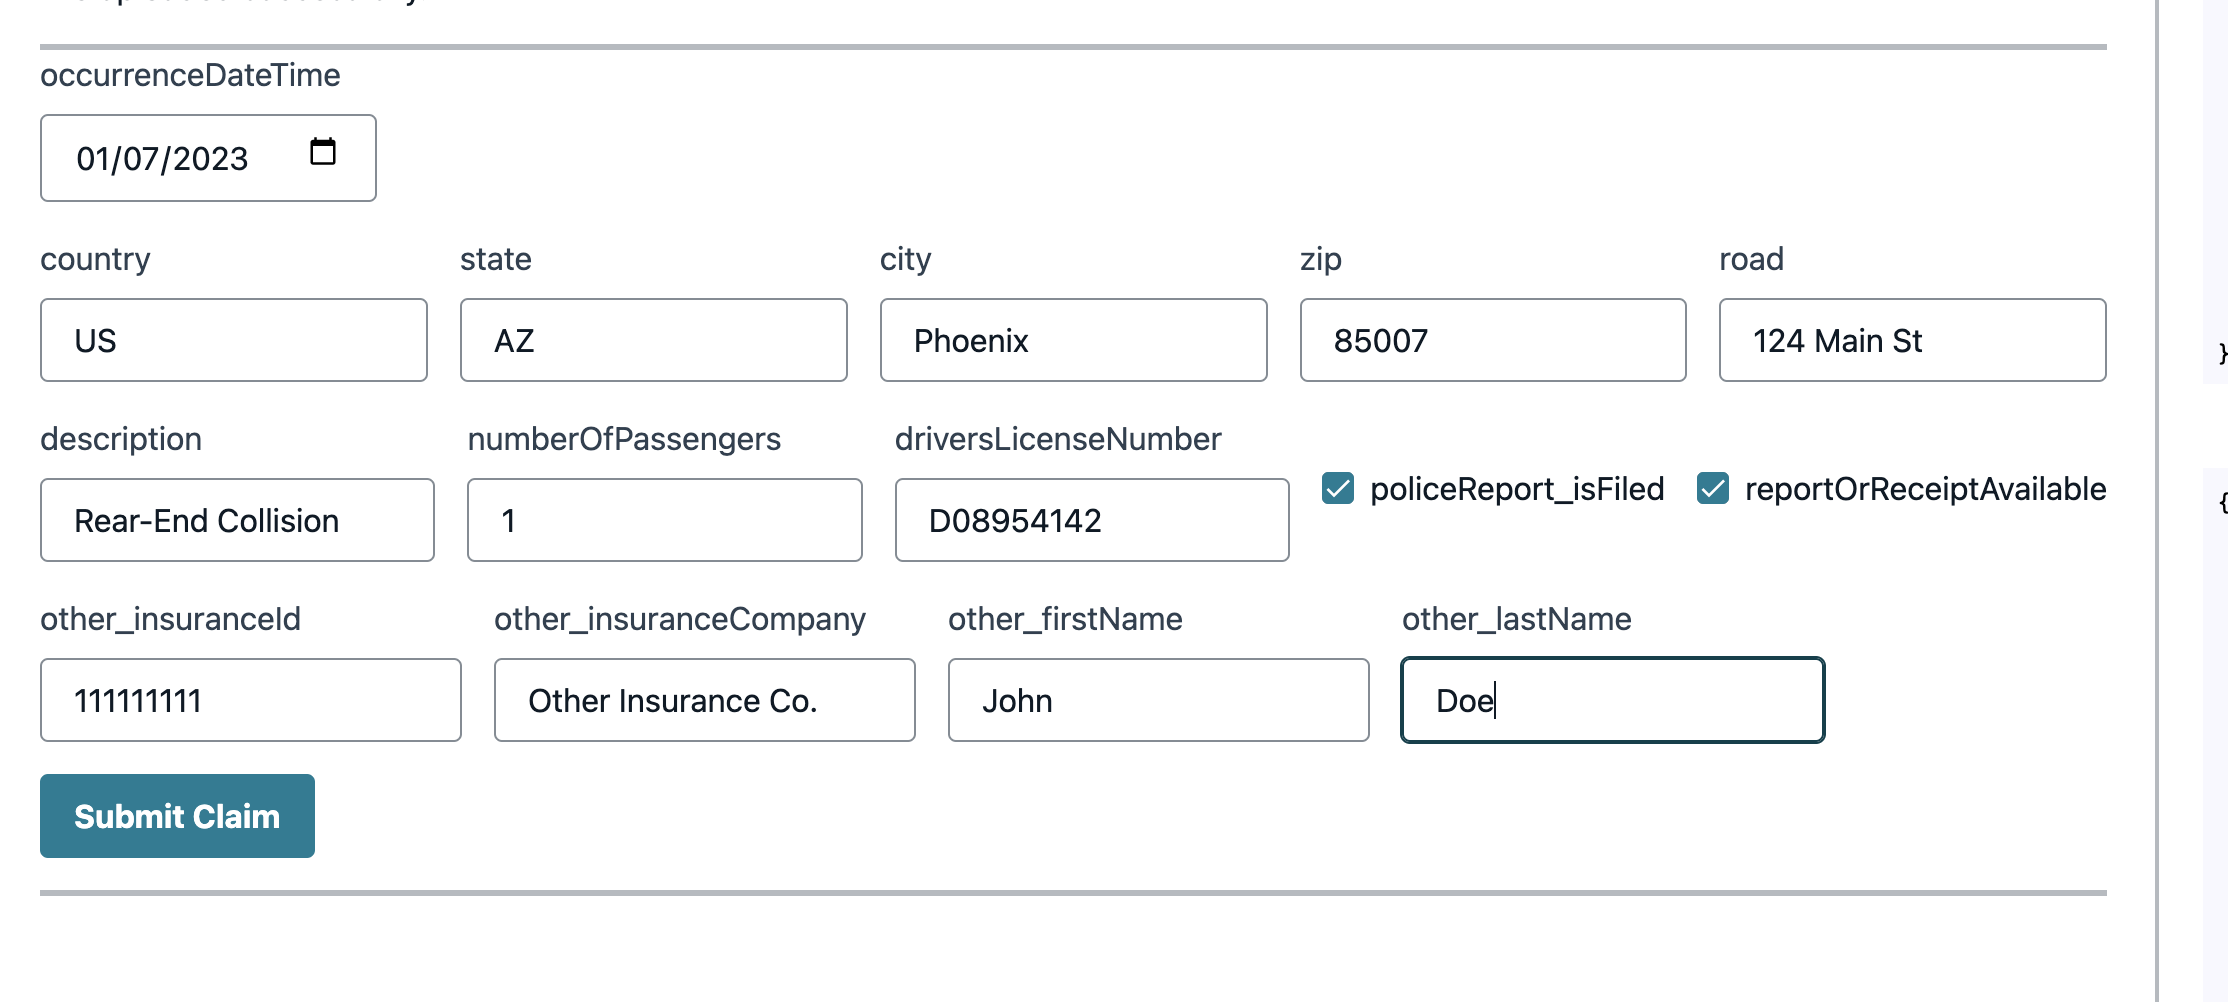 occurrenceDateTime
01/07/2023
country state city zip road
US AZ Phoenix 85007 124 Main St
}
description numberOfPassengers driversLicenseNumber
policeReport_isFiled reportOrReceiptAvailable
{
Rear-End Collision 1 D08954142
other_insuranceId other_insuranceCompany other_firstName other_lastName
111111111 Other Insurance Co. John Doe
Submit Claim